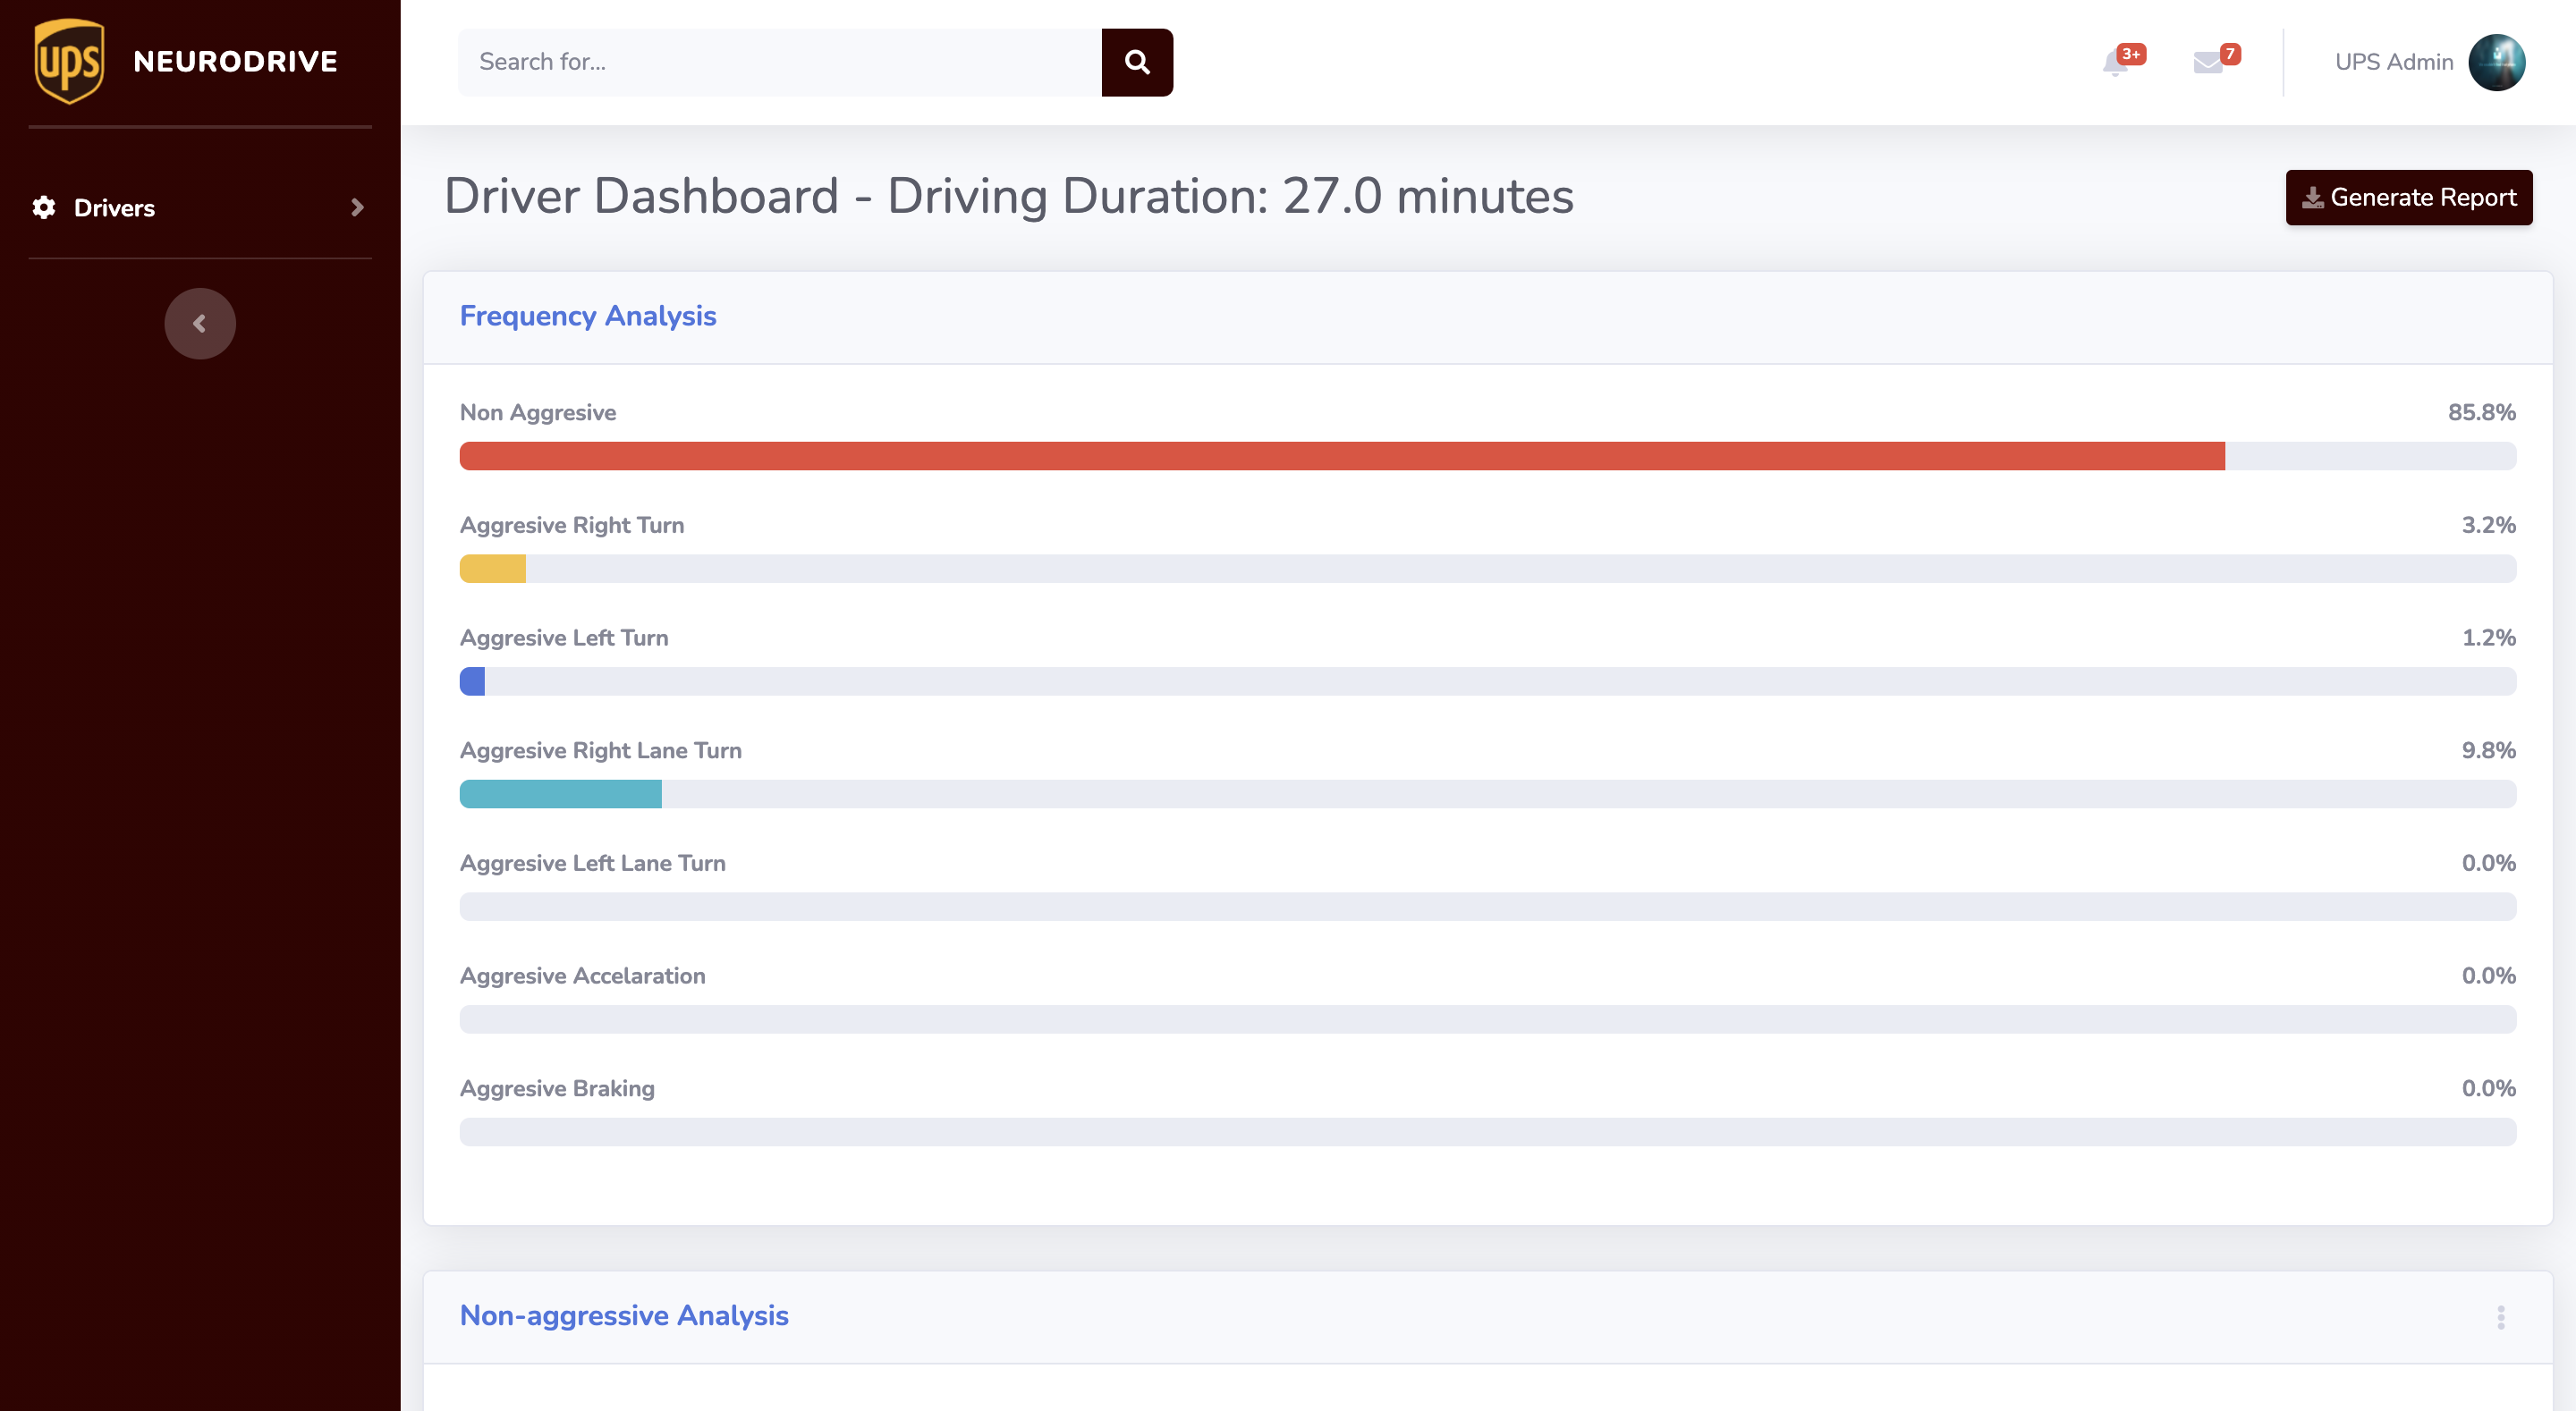 ups
NEURODRIVE
Search for...
3+
7
UPS Admin
Drivers
Driver Dashboard - Driving Duration: 27.0 minutes
Generate Report
Frequency Analysis
Non Aggresive 85.8%
Aggresive Right Turn 3.2%
Aggresive Left Turn 1.2%
Aggresive Right Lane Turn 9.8%
Aggresive Left Lane Turn 0.0%
Aggresive Accelaration 0.0%
Aggresive Braking 0.0%
Non-aggressive Analysis